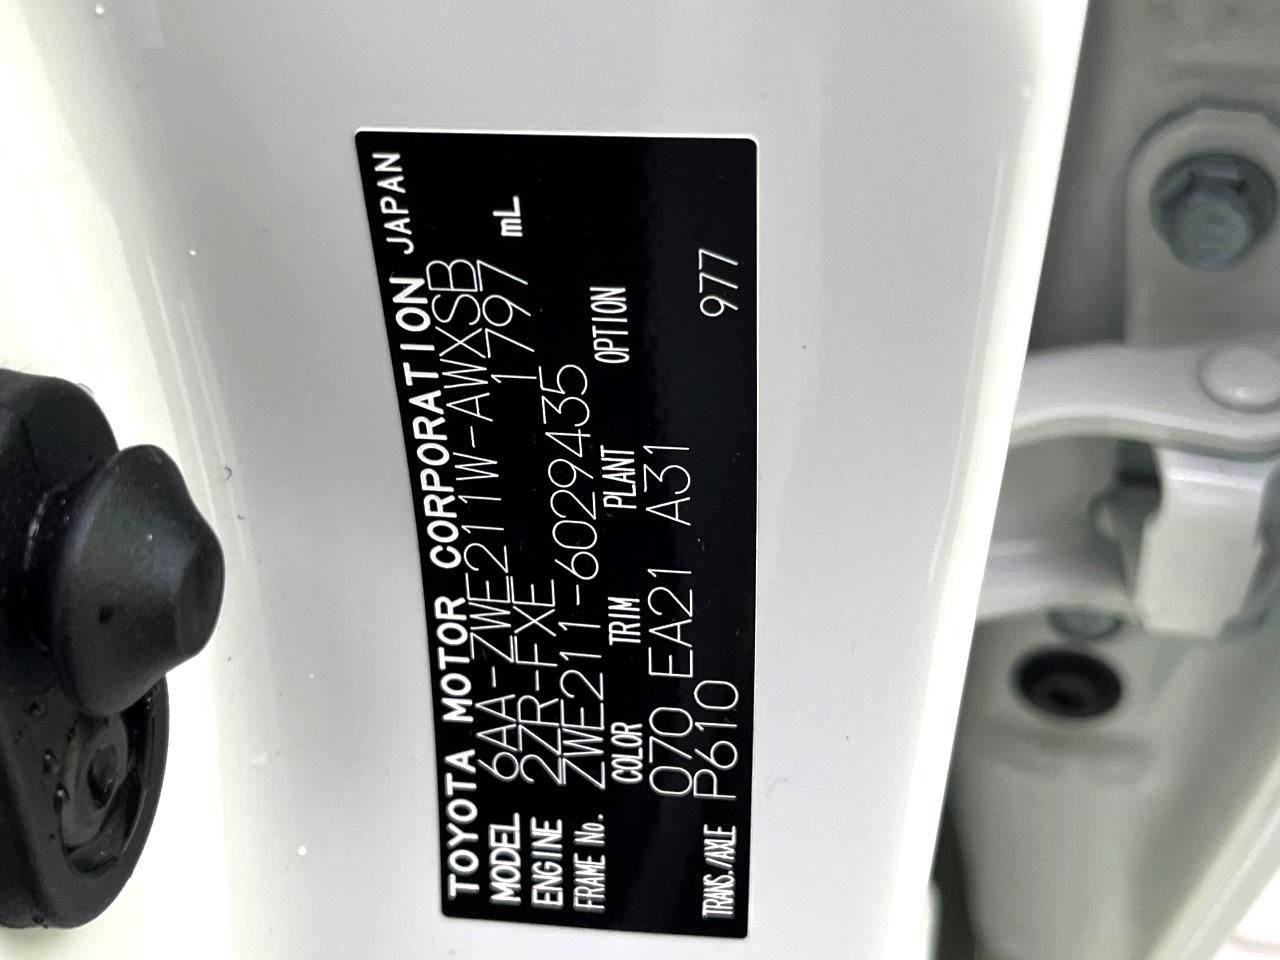 TOYOTA MOTOR CORPORATION JAPAN
MODEL 6AA-ZWE211W-AWXSB
ENGINE 2ZR-FXE 1797 mL
FRAME No. ZWE211-6029435
COLOR TRIM PLANT OPTION
070 EA21 A31
TRANS./AXLE P610 977